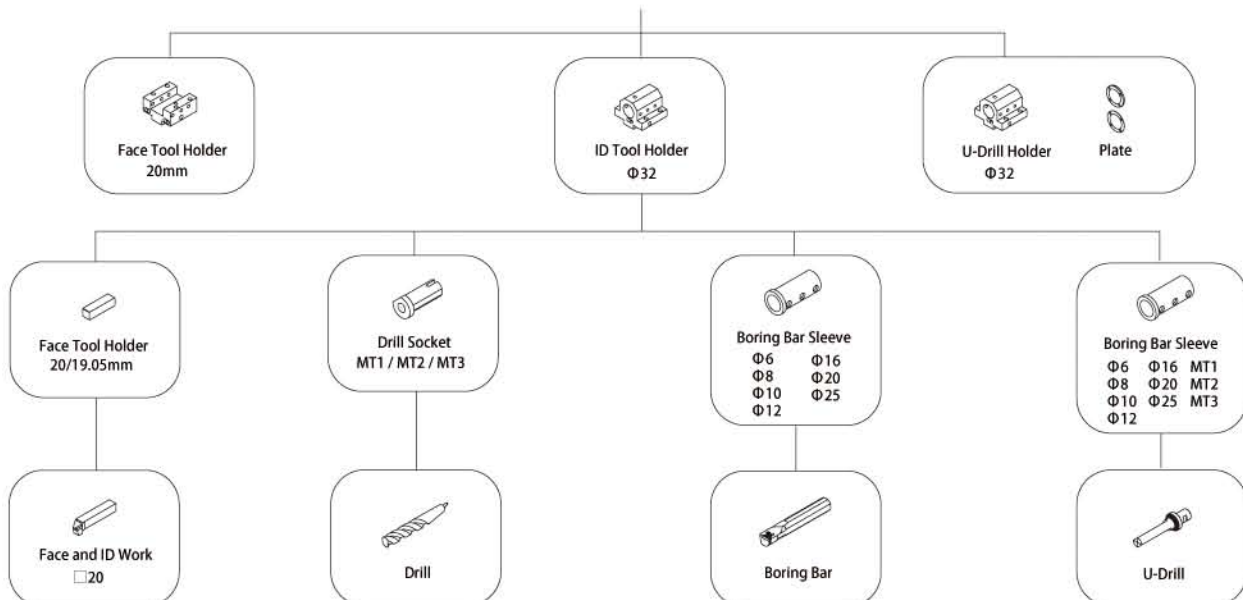 Face Tool Holder
20mm
ID Tool Holder
Φ32
U-Drill Holder
Φ32
Plate
Face Tool Holder
20/19.05mm
Drill Socket
MT1 / MT2 / MT3
Boring Bar Sleeve
Φ6 Φ16
Φ8 Φ20
Φ10 Φ25
Φ12
Boring Bar Sleeve
Φ6 Φ16 MT1
Φ8 Φ20 MT2
Φ10 Φ25 MT3
Φ12
Face and ID Work
□20
Drill
Boring Bar
U-Drill